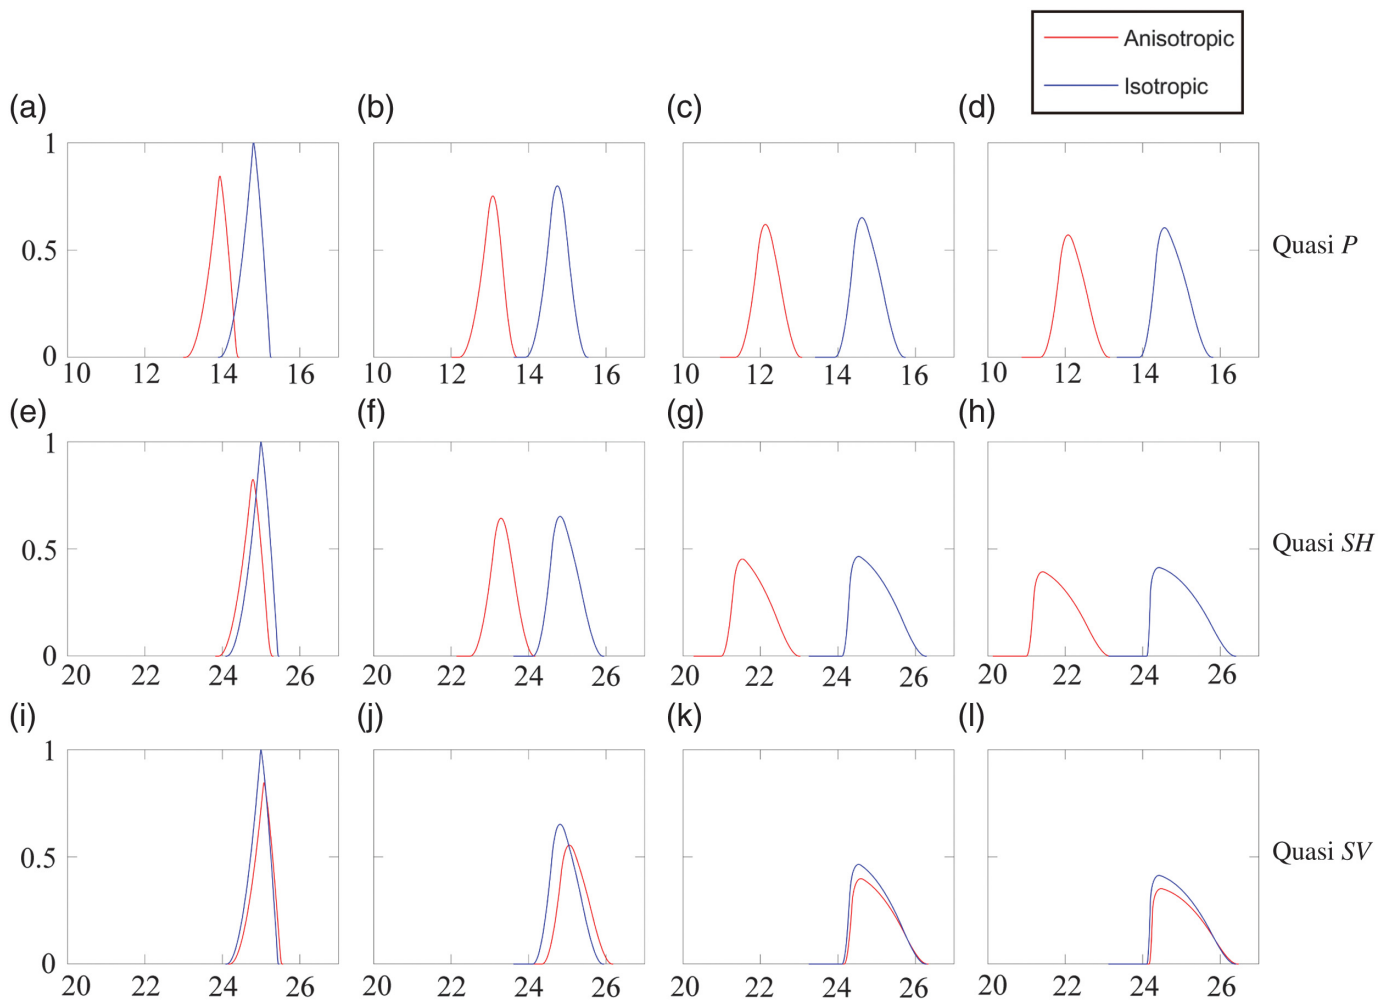 Anisotropic
Isotropic
(a) (b) (c) (d)
1
0.5
0
Quasi P
10 12 14 16 10 12 14 16 10 12 14 16 10 12 14 16
(e) (f) (g) (h)
1
0.5
0
Quasi SH
20 22 24 26 20 22 24 26 20 22 24 26 20 22 24 26
(i) (j) (k) (l)
1
0.5
0
Quasi SV
20 22 24 26 20 22 24 26 20 22 24 26 20 22 24 26